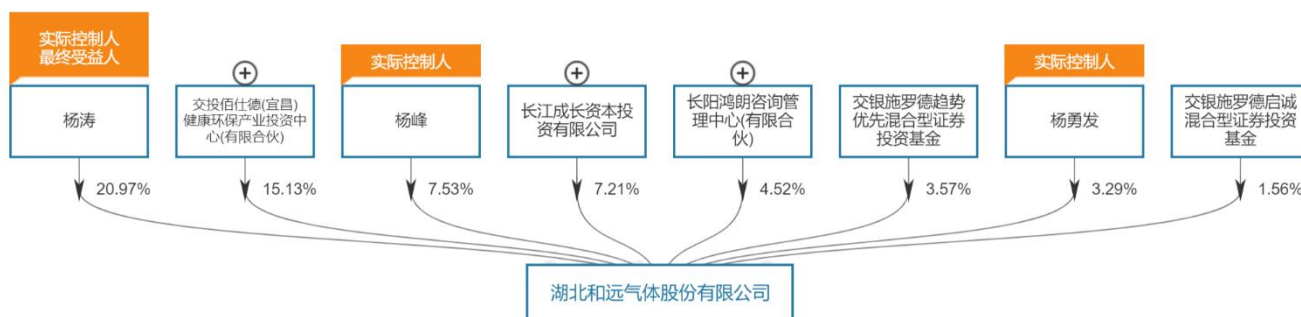 实际控制人
最终受益人
实际控制人
实际控制人
杨涛
交投佰仕德(宜昌)
健康环保产业投资中
心(有限合伙)
杨峰
长江成长资本投
资有限公司
长阳鸿朗咨询管
理中心(有限合
伙)
交银施罗德趋势
优先混合型证券
投资基金
杨勇发
交银施罗德启诚
混合型证券投资
基金
20.97%
15.13%
7.53%
7.21%
4.52%
3.57%
3.29%
1.56%
湖北和远气体股份有限公司